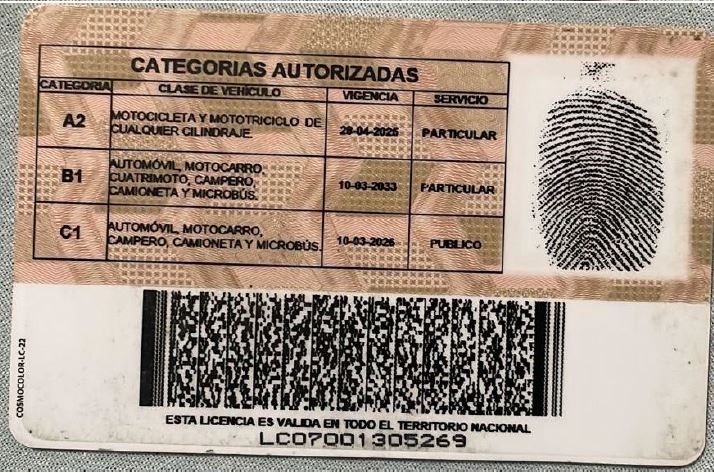 CATEGORIAS AUTORIZADAS
CATEGORIA CLASE DE VEHÍCULO VIGENCIA SERVICIO
A2 MOTOCICLETA Y MOTOTRICICLO DE CUALQUIER CILINDRAJE. 28-04-2025 PARTICULAR
B1 AUTOMÓVIL, MOTOCARRO, CUATRIMOTO, CAMPERO, CAMIONETA Y MICROBÚS. 10-03-2033 PARTICULAR
C1 AUTOMÓVIL, MOTOCARRO, CAMPERO, CAMIONETA Y MICROBÚS. 10-03-2026 PUBLICO
COSMOCOLOR-LC-22
ESTA LICENCIA ES VALIDA EN TODO EL TERRITORIO NACIONAL
LC07001305269